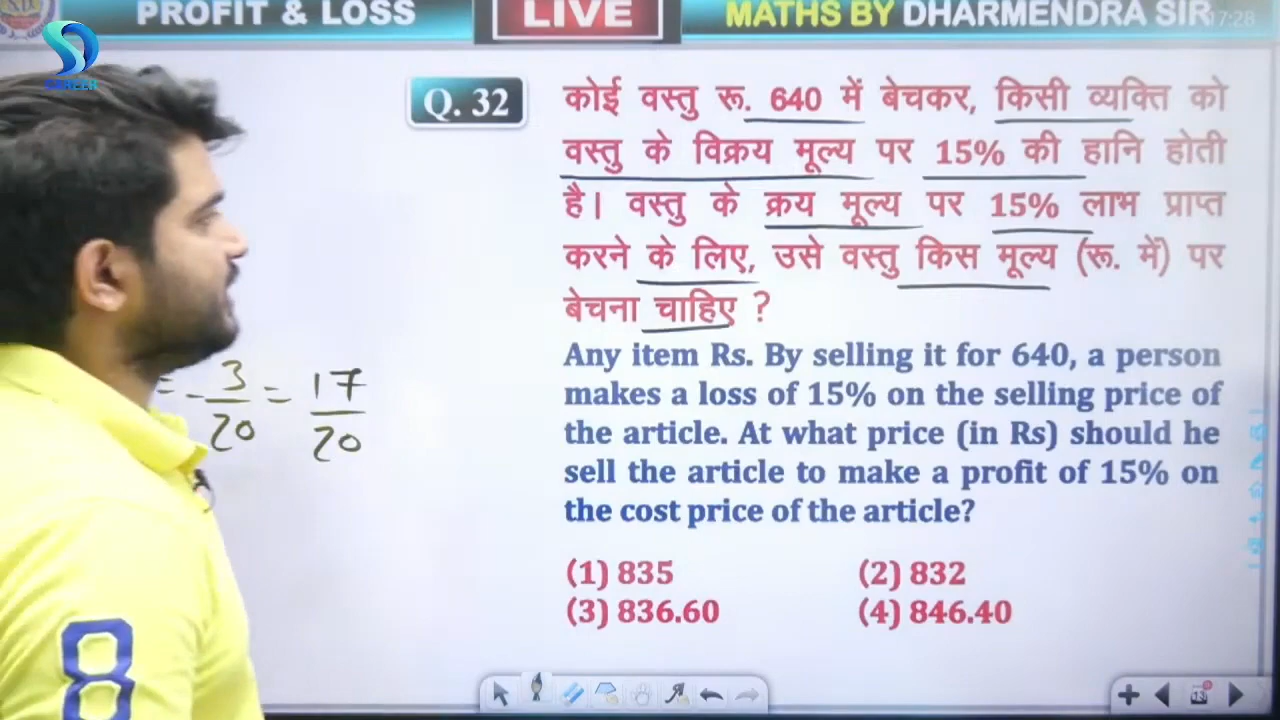 PROFIT & LOSS
LIVE
MATHS BY DHARMENDRA SIR
17:28
Q. 32
कोई वस्तु रू. 640 में बेचकर, किसी व्यक्ति को
वस्तु के विक्रय मूल्य पर 15% की हानि होती
है। वस्तु के क्रय मूल्य पर 15% लाभ प्राप्त
करने के लिए, उसे वस्तु किस मूल्य (रू. में) पर
बेचना चाहिए ?
Any item Rs. By selling it for 640, a person
makes a loss of 15% on the selling price of
the article. At what price (in Rs) should he
sell the article to make a profit of 15% on
the cost price of the article?
(1) 835 (2) 832
(3) 836.60 (4) 846.40
= - 3/20 = 17/20
8
13